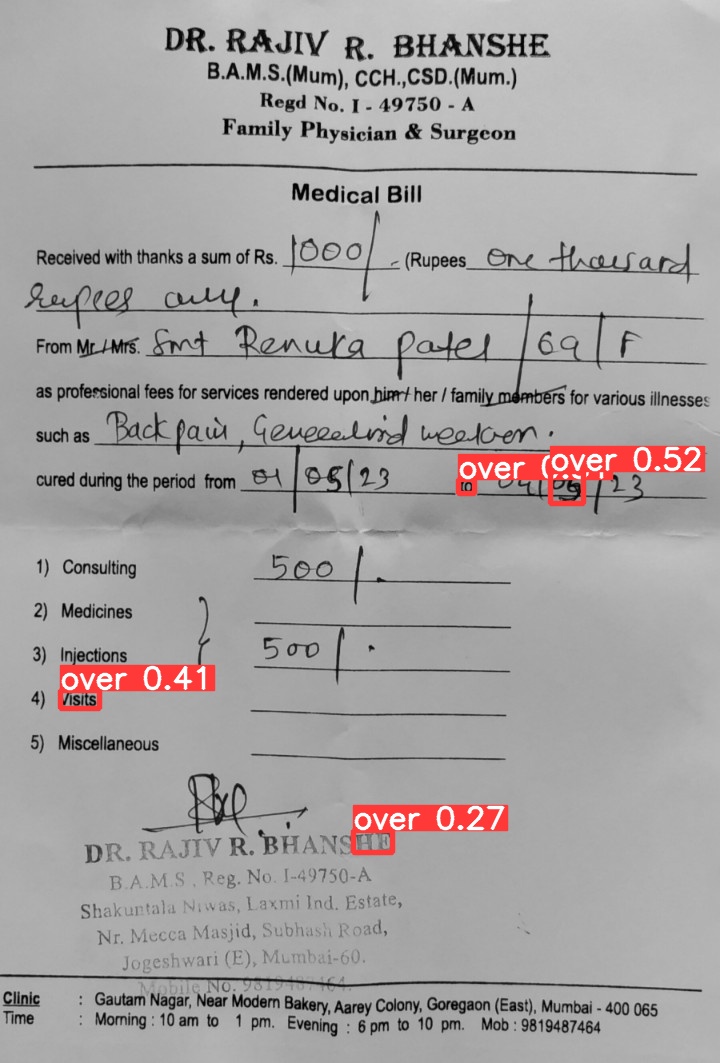 DR. RAJIV R. BHANSHE
B.A.M.S.(Mum), CCH.,CSD.(Mum.)
Regd No. I - 49750 - A
Family Physician & Surgeon
Medical Bill
Received with thanks a sum of Rs. 1000/- (Rupees One thousand
rupees only.
From Mr./Mrs. Smt Renuka Patel / 69 / F
as professional fees for services rendered upon him / her / family members for various illnesses
such as Back pain,
cured during the period from 01/05/23 to 04/05/23
over 0.52
1) Consulting 500/-
2) Medicines
3) Injections 500/-
over 0.41
4) Visits
5) Miscellaneous
over 0.27
DR. RAJIV R. BHANSHE
B.A.M.S., Reg. No. I-49750-A
Shakuntala Niwas, Laxmi Ind. Estate,
Nr. Mecca Masjid, Subhash Road,
Jogeshwari (E), Mumbai-60.
Mobile No. 9819487464.
Clinic : Gautam Nagar, Near Modern Bakery, Aarey Colony, Goregaon (East), Mumbai - 400 065
Time : Morning : 10 am to 1 pm. Evening : 6 pm to 10 pm. Mob : 9819487464